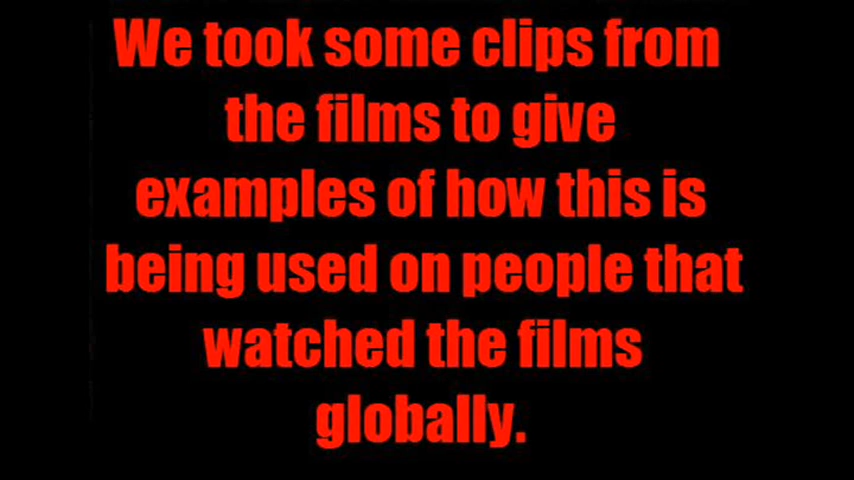 We took some clips from
the films to give
examples of how this is
being used on people that
watched the films
globally.